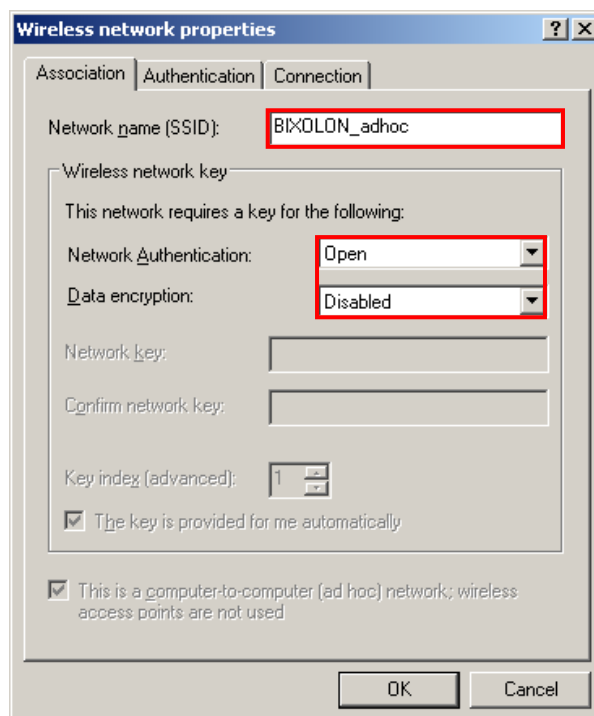 Wireless network properties
Association Authentication Connection
Network name (SSID): BIXOLON_adhoc
Wireless network key
This network requires a key for the following:
Network Authentication: Open
Data encryption: Disabled
Network key:
Confirm network key:
Key index (advanced): 1
The key is provided for me automatically
This is a computer-to-computer (ad hoc) network; wireless
access points are not used
OK Cancel